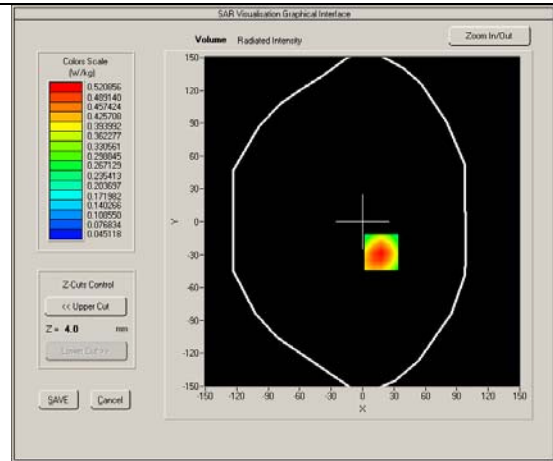 SAR Visualisation Graphical Interface
Volume Radiated Intensity
Zoom In/Out
Colors Scale
(W/kg)
0.520856
0.489140
0.457424
0.425708
0.393992
0.362277
0.330561
0.298845
0.267129
0.235413
0.203697
0.171982
0.140266
0.108550
0.076834
0.045118
Z-Cuts Control
<< Upper Cut
Z = 4.0 mm
Lower Cut >>
SAVE
Cancel
150
120
90
60
30
0
-30
-60
-90
-120
-150
Y
-150 -120 -90 -60 -30 0 30 60 90 120 150
X